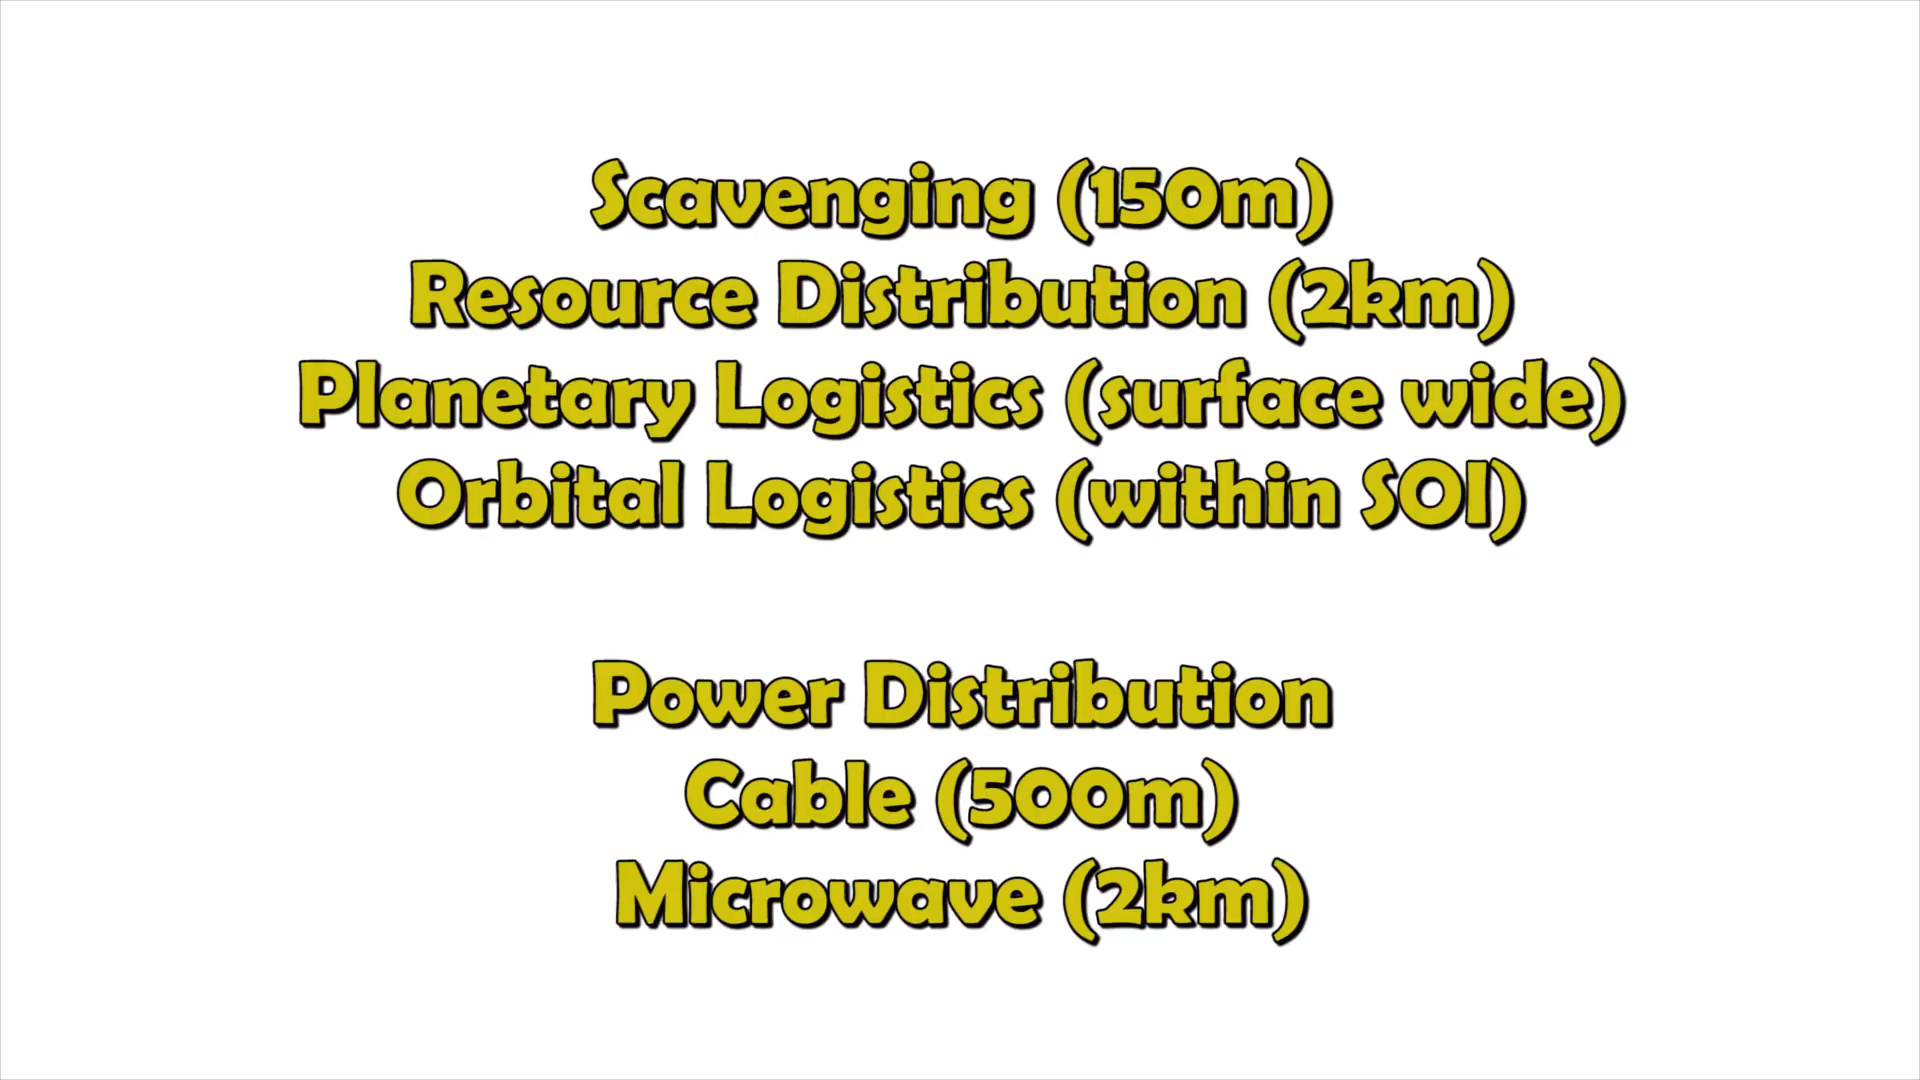 Scavenging (150m)
Resource Distribution (2km)
Planetary Logistics (surface wide)
Orbital Logistics (within SOI)
Power Distribution
Cable (500m)
Microwave (2km)